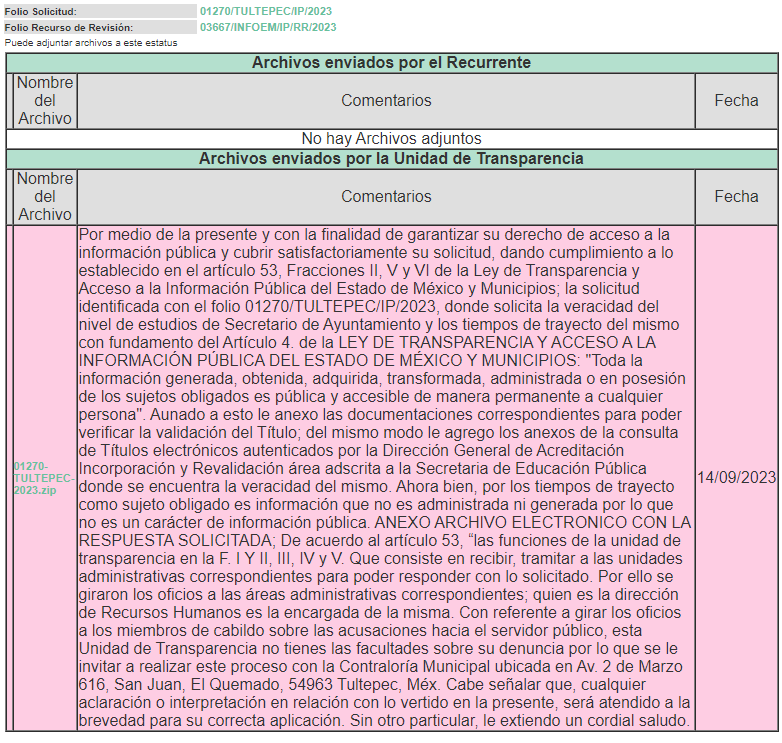 Folio Solicitud: 01270/TULTEPEC/IP/2023
Folio Recurso de Revisión: 03667/INFOEM/IP/RR/2023
Puede adjuntar archivos a este estatus
Archivos enviados por el Recurrente
Nombre
del
Archivo
Comentarios
Fecha
No hay Archivos adjuntos
Archivos enviados por la Unidad de Transparencia
Nombre
del
Archivo
Comentarios
Fecha
01270-
TULTEPEC-
2023.zip
Por medio de la presente y con la finalidad de garantizar su derecho de acceso a la
información pública y cubrir satisfactoriamente su solicitud, dando cumplimiento a lo
establecido en el artículo 53, Fracciones II, V y VI de la Ley de Transparencia y
Acceso a la Información Pública del Estado de México y Municipios; la solicitud
identificada con el folio 01270/TULTEPEC/IP/2023, donde solicita la veracidad del
nivel de estudios de Secretario de Ayuntamiento y los tiempos de trayecto del mismo
con fundamento del Artículo 4. de la LEY DE TRANSPARENCIA Y ACCESO A LA
INFORMACIÓN PÚBLICA DEL ESTADO DE MÉXICO Y MUNICIPIOS: "Toda la
información generada, obtenida, adquirida, transformada, administrada o en posesión
de los sujetos obligados es pública y accesible de manera permanente a cualquier
persona". Aunado a esto le anexo las documentaciones correspondientes para poder
verificar la validación del Título; del mismo modo le agrego los anexos de la consulta
de Títulos electrónicos autenticados por la Dirección General de Acreditación
Incorporación y Revalidación área adscrita a la Secretaria de Educación Pública
donde se encuentra la veracidad del mismo. Ahora bien, por los tiempos de trayecto
como sujeto obligado es información que no es administrada ni generada por lo que
no es un carácter de información pública. ANEXO ARCHIVO ELECTRONICO CON LA
RESPUESTA SOLICITADA; De acuerdo al artículo 53, “las funciones de la unidad de
transparencia en la F. I Y II, III, IV y V. Que consiste en recibir, tramitar a las unidades
administrativas correspondientes para poder responder con lo solicitado. Por ello se
giraron los oficios a las áreas administrativas correspondientes; quien es la dirección
de Recursos Humanos es la encargada de la misma. Con referente a girar los oficios
a los miembros de cabildo sobre las acusaciones hacia el servidor público, esta
Unidad de Transparencia no tienes las facultades sobre su denuncia por lo que se le
invitar a realizar este proceso con la Contraloría Municipal ubicada en Av. 2 de Marzo
616, San Juan, El Quemado, 54963 Tultepec, Méx. Cabe señalar que, cualquier
aclaración o interpretación en relación con lo vertido en la presente, será atendido a la
brevedad para su correcta aplicación. Sin otro particular, le extiendo un cordial saludo.
14/09/2023